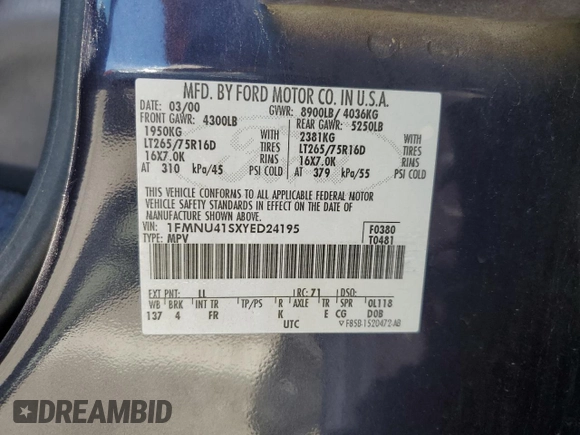 MFD. BY FORD MOTOR CO. IN U.S.A.
DATE: 03/00 GVWR: 8900LB/ 4036KG
FRONT GAWR: 4300LB REAR GAWR: 5250LB
1950KG WITH 2381KG WITH
LT265/75R16D TIRES LT265/75R16D TIRES
16X7.0K RIMS 16X7.0K RIMS
AT 310 kPa/45 PSI COLD AT 379 kPa/55 PSI COLD
THIS VEHICLE CONFORMS TO ALL APPLICABLE FEDERAL MOTOR
VEHICLE SAFETY STANDARDS IN EFFECT ON THE DATE OF
MANUFACTURE SHOWN ABOVE.
VIN: 1FMNU41SXYED24195 F0380
TYPE: MPV T0481
EXT PNT: LL RC: 71 DSO:
WB BRK INT TR TP/PS R AXLE TR SPR OL118
137 4 FR K E CG D0B
UTC F85B-1520472-AB
DREAMBID